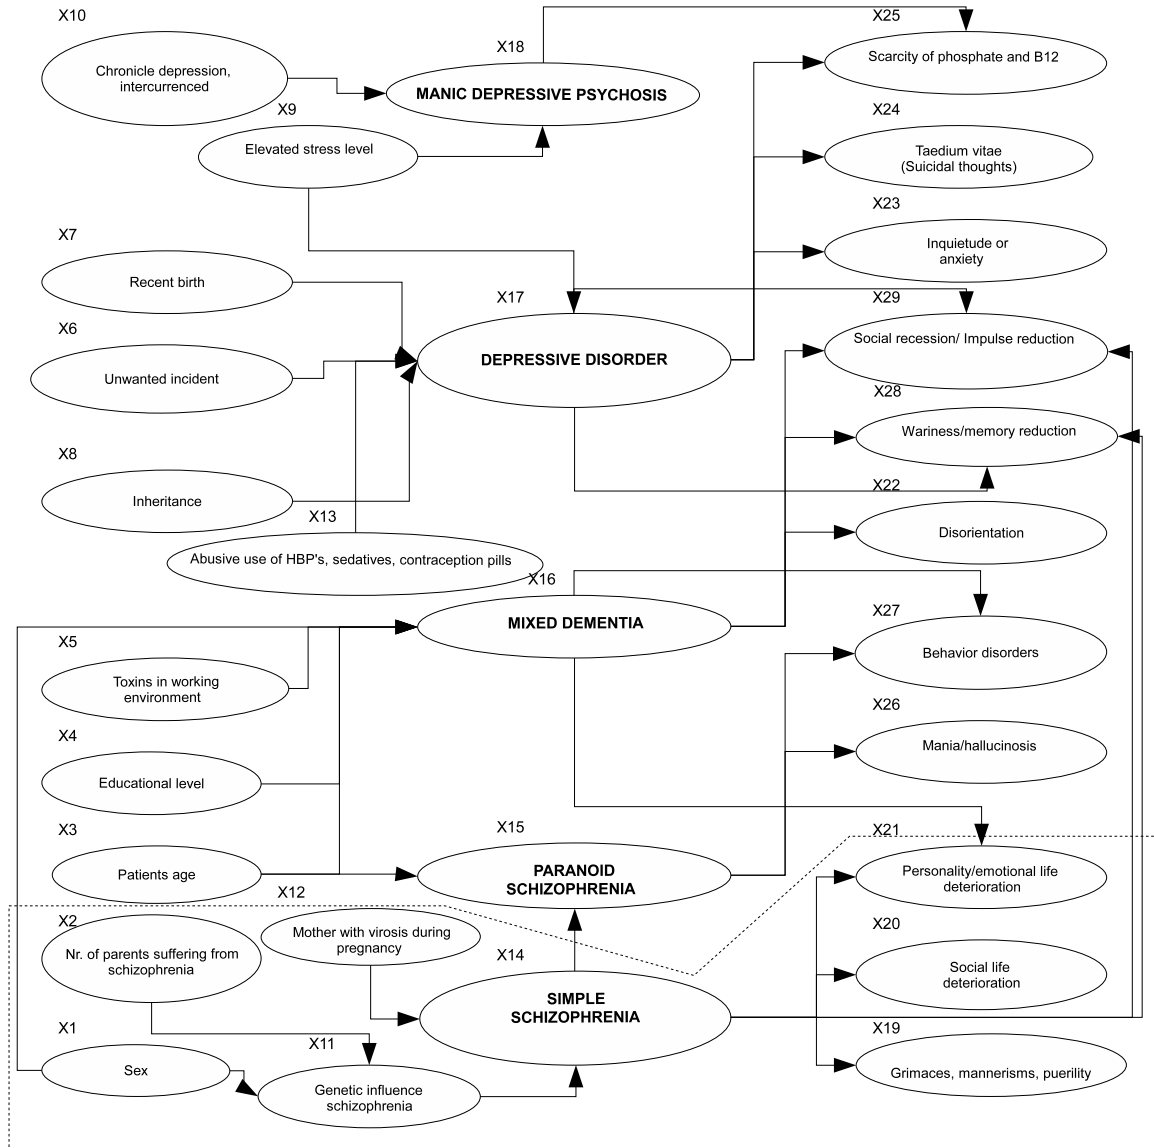 X10
Chronicle depression,
intercurrenced
X18
MANIC DEPRESSIVE PSYCHOSIS
X25
Scarcity of phosphate and B12
X9
Elevated stress level
X24
Taedium vitae
(Suicidal thoughts)
X23
Inquietude or
anxiety
X7
Recent birth
X17
DEPRESSIVE DISORDER
X29
Social recession/ Impulse reduction
X6
Unwanted incident
X28
Wariness/memory reduction
X8
Inheritance
X22
Disorientation
X13
Abusive use of HBP's, sedatives, contraception pills
X16
MIXED DEMENTIA
X27
Behavior disorders
X5
Toxins in working
environment
X26
Mania/hallucinosis
X4
Educational level
X3
Patients age
X15
PARANOID
SCHIZOPHRENIA
X21
Personality/emotional life
deterioration
X12
Mother with virosis during
pregnancy
X2
Nr. of parents suffering from
schizophrenia
X14
SIMPLE
SCHIZOPHRENIA
X20
Social life
deterioration
X1
Sex
X11
Genetic influence
schizophrenia
X19
Grimaces, mannerisms, puerility